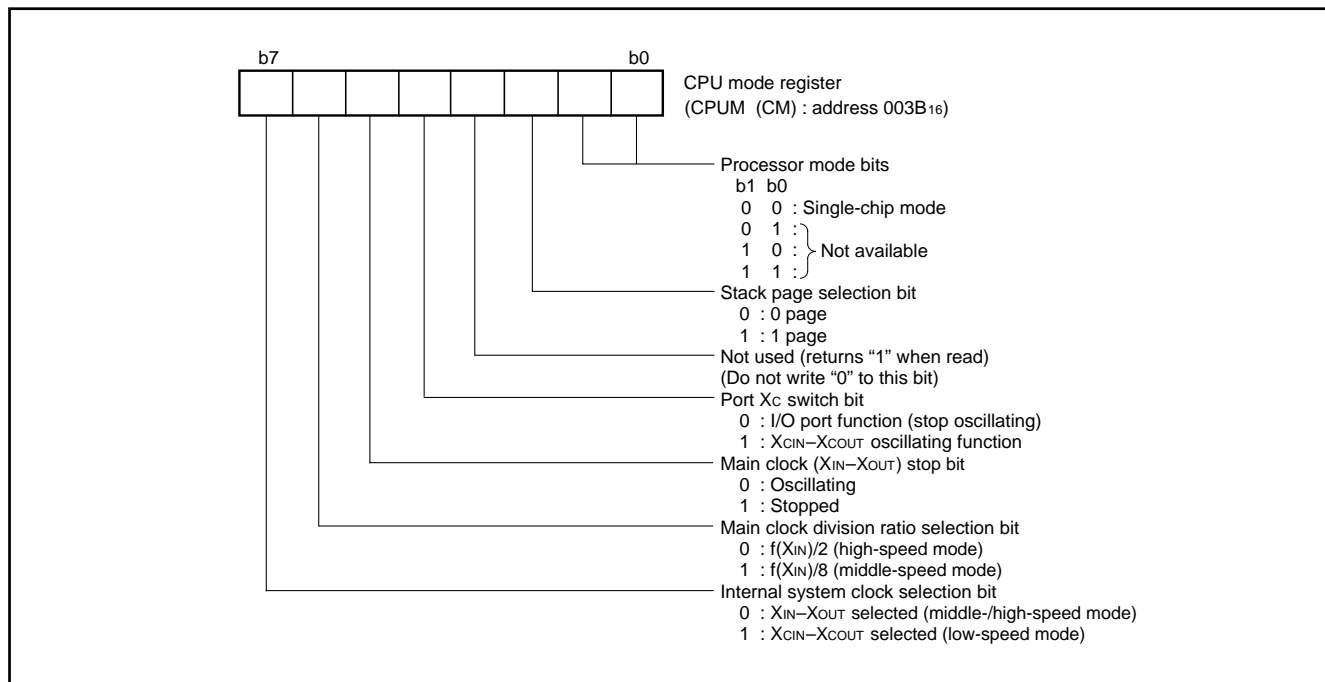 b7 b0
CPU mode register
(CPUM (CM) : address 003B16)
Processor mode bits
b1 b0
0 0 : Single-chip mode
0 1 :
1 0 : Not available
1 1 :
Stack page selection bit
0 : 0 page
1 : 1 page
Not used (returns “1” when read)
(Do not write “0” to this bit)
Port XC switch bit
0 : I/O port function (stop oscillating)
1 : XCIN–XCOUT oscillating function
Main clock (XIN–XOUT) stop bit
0 : Oscillating
1 : Stopped
Main clock division ratio selection bit
0 : f(XIN)/2 (high-speed mode)
1 : f(XIN)/8 (middle-speed mode)
Internal system clock selection bit
0 : XIN–XOUT selected (middle-/high-speed mode)
1 : XCIN–XCOUT selected (low-speed mode)